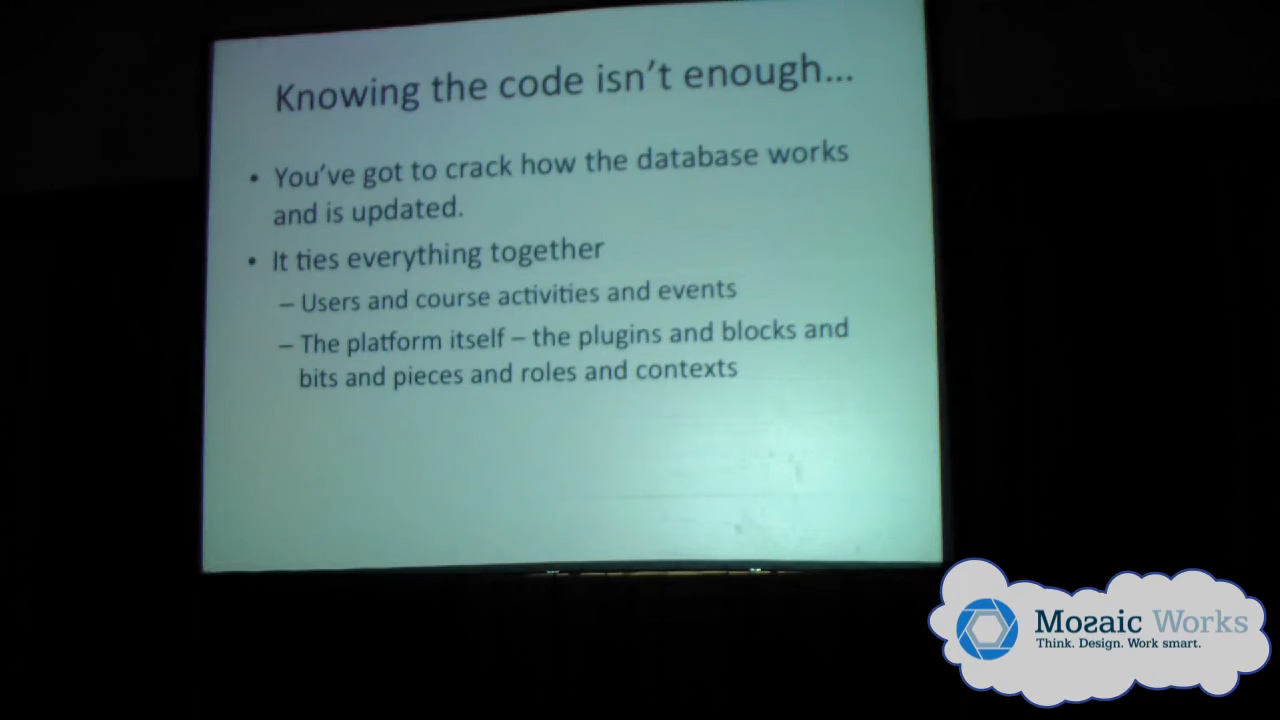 Knowing the code isn't enough...
• You've got to crack how the database works
and is updated.
• It ties everything together
– Users and course activities and events
– The platform itself – the plugins and blocks and
bits and pieces and roles and contexts
Mozaic Works
Think. Design. Work smart.